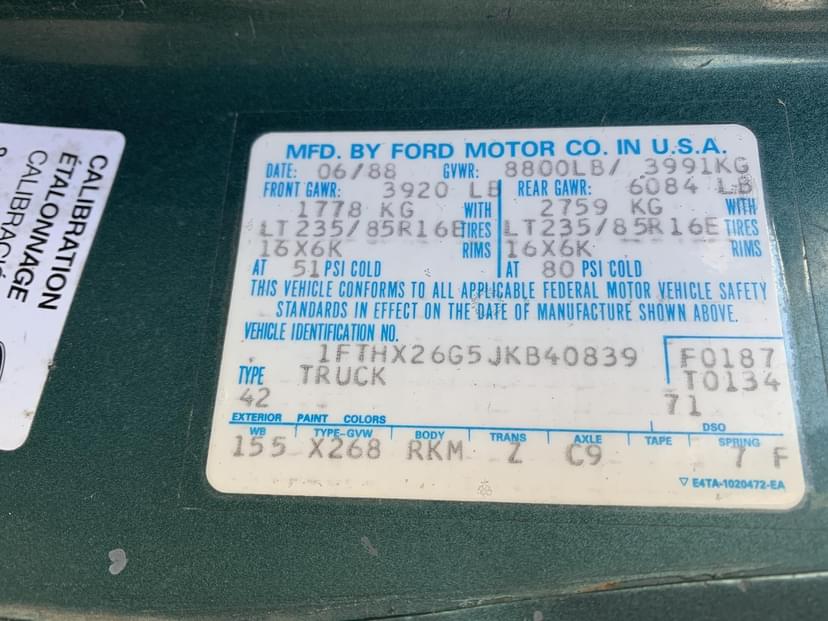 CALIBRATION
ÉTALONNAGE
MFD. BY FORD MOTOR CO. IN U.S.A.
DATE: 06/88 GVWR: 8800LB/ 3991KG
FRONT GAWR: 3920 LB REAR GAWR: 6084 LB
1778 KG WITH 2759 KG WITH
LT235/85R16E TIRES LT235/85R16E TIRES
16X6K RIMS 16X6K RIMS
AT 51 PSI COLD AT 80 PSI COLD
THIS VEHICLE CONFORMS TO ALL APPLICABLE FEDERAL MOTOR VEHICLE SAFETY
STANDARDS IN EFFECT ON THE DATE OF MANUFACTURE SHOWN ABOVE.
VEHICLE IDENTIFICATION NO.
1FTHX26G5JKB40839 F0187
TYPE TRUCK T0134
42 71
EXTERIOR PAINT COLORS DSO
WB TYPE-GVW BODY TRANS AXLE TAPE SPRING
155 X268 RKM Z C9 7 F
E4TA-1020472-EA